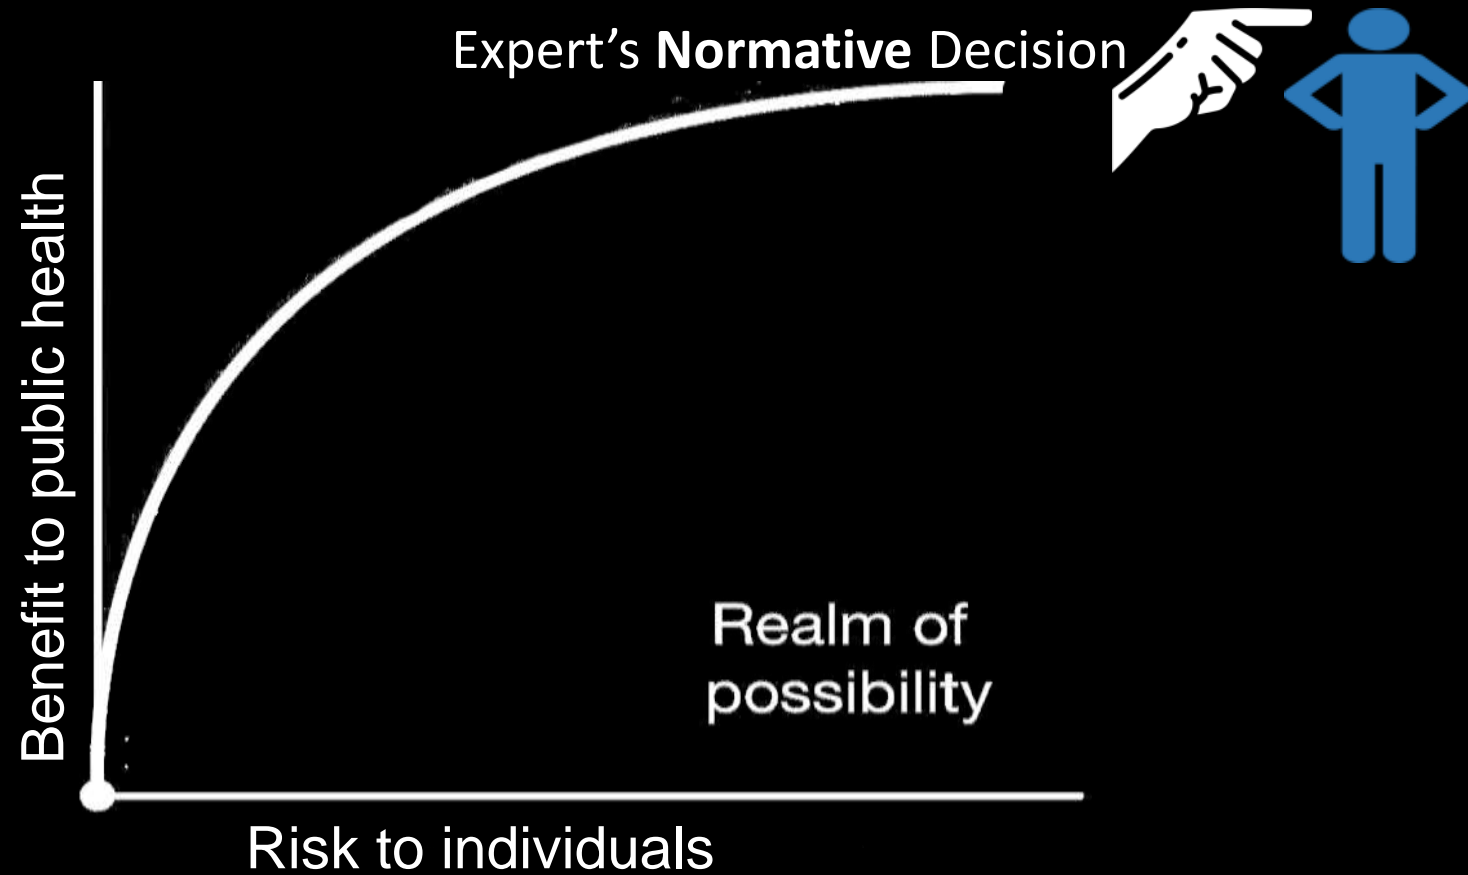 Expert’s Normative Decision
Benefit to public health
Realm of
possibility
Risk to individuals